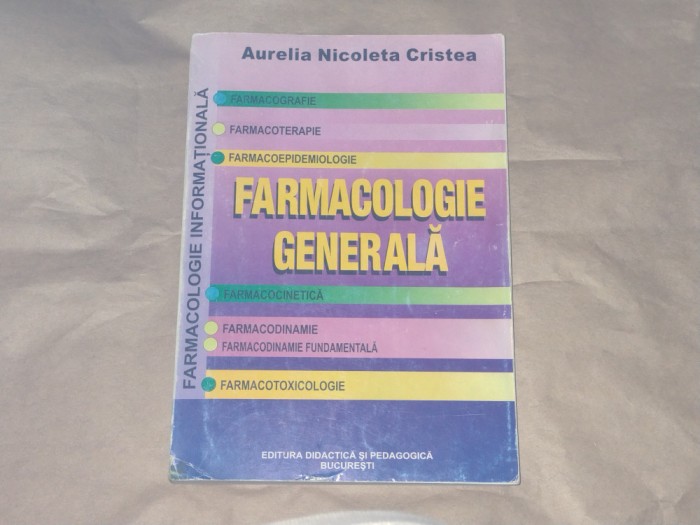 Aurelia Nicoleta Cristea
FARMACOLOGIE INFORMAȚIONALĂ
FARMACOGRAFIE
FARMACOTERAPIE
FARMACOEPIDEMIOLOGIE
FARMACOLOGIE
GENERALĂ
FARMACOCINETICĂ
FARMACODINAMIE
FARMACODINAMIE FUNDAMENTALĂ
FARMACOTOXICOLOGIE
EDITURA DIDACTICĂ ȘI PEDAGOGICĂ
BUCUREȘTI